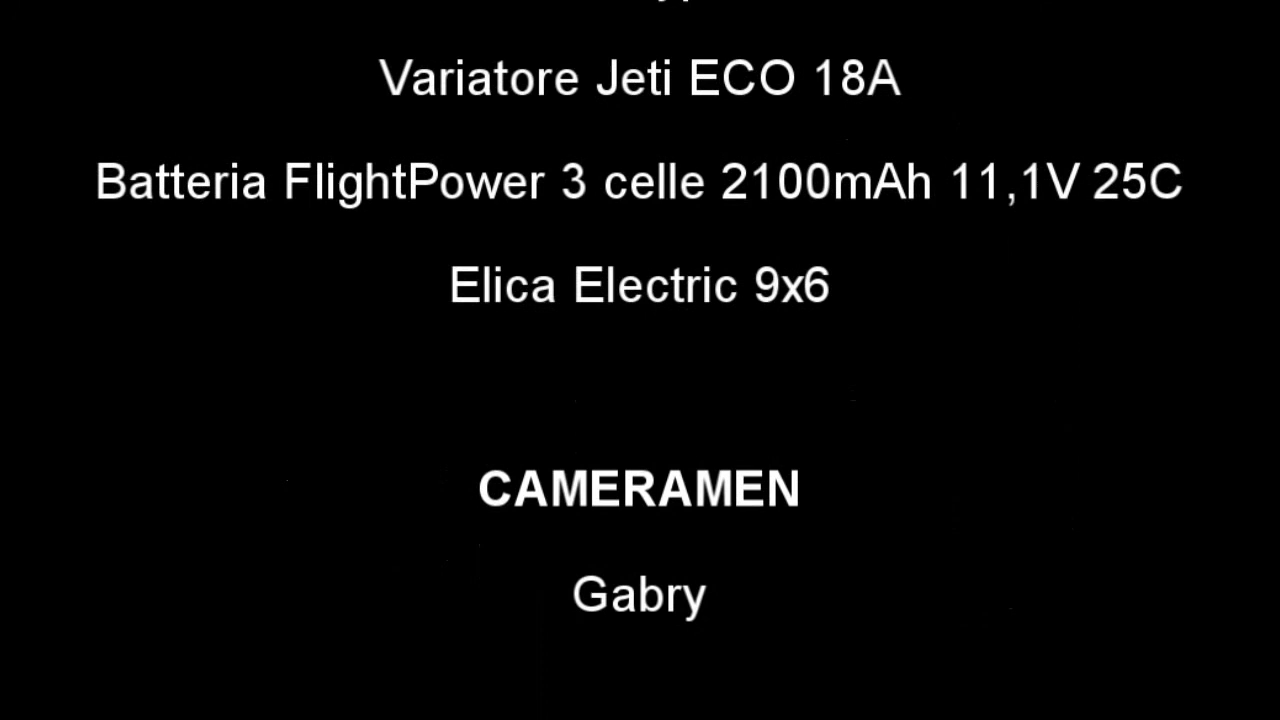 Variatore Jeti ECO 18A
Batteria FlightPower 3 celle 2100mAh 11,1V 25C
Elica Electric 9x6
CAMERAMEN
Gabry